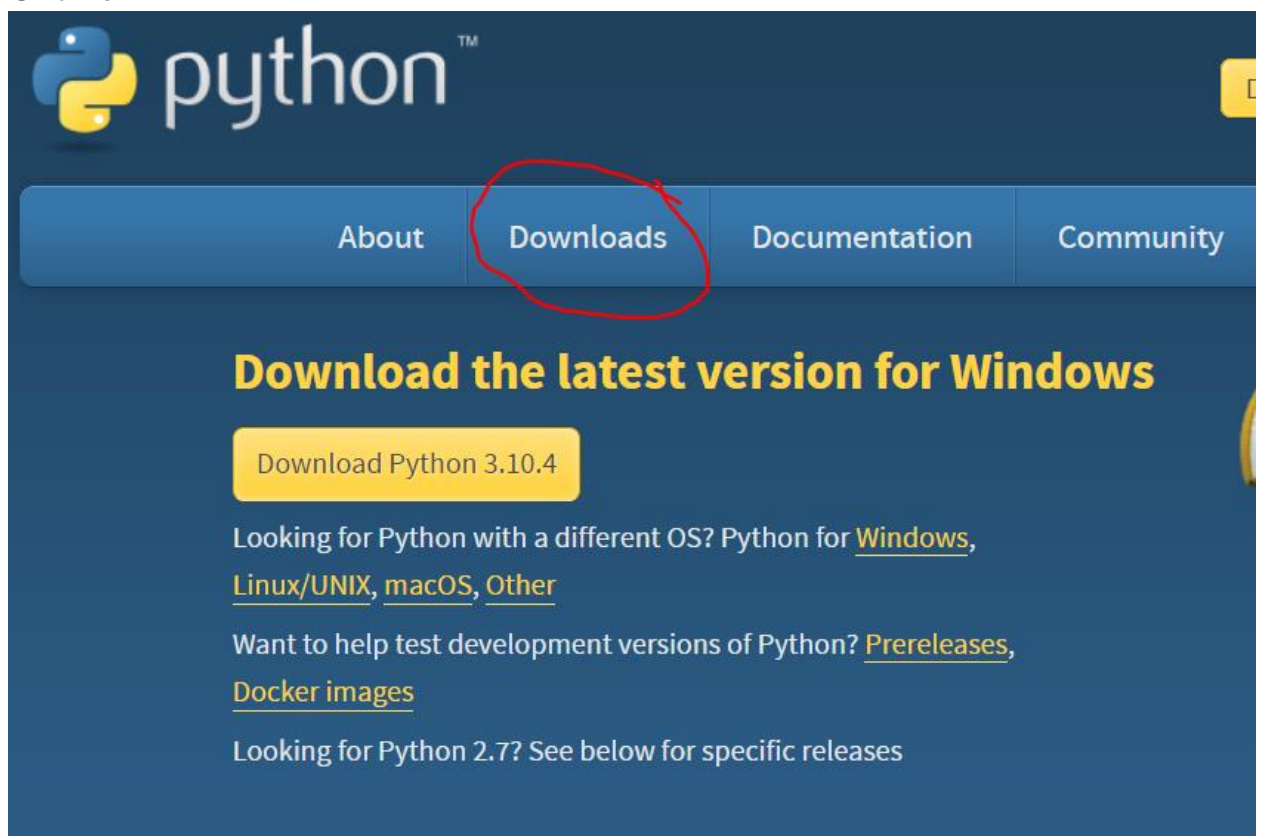 python™
About Downloads Documentation Community
Download the latest version for Windows
Download Python 3.10.4
Looking for Python with a different OS? Python for Windows,
Linux/UNIX, macOS, Other
Want to help test development versions of Python? Prereleases,
Docker images
Looking for Python 2.7? See below for specific releases